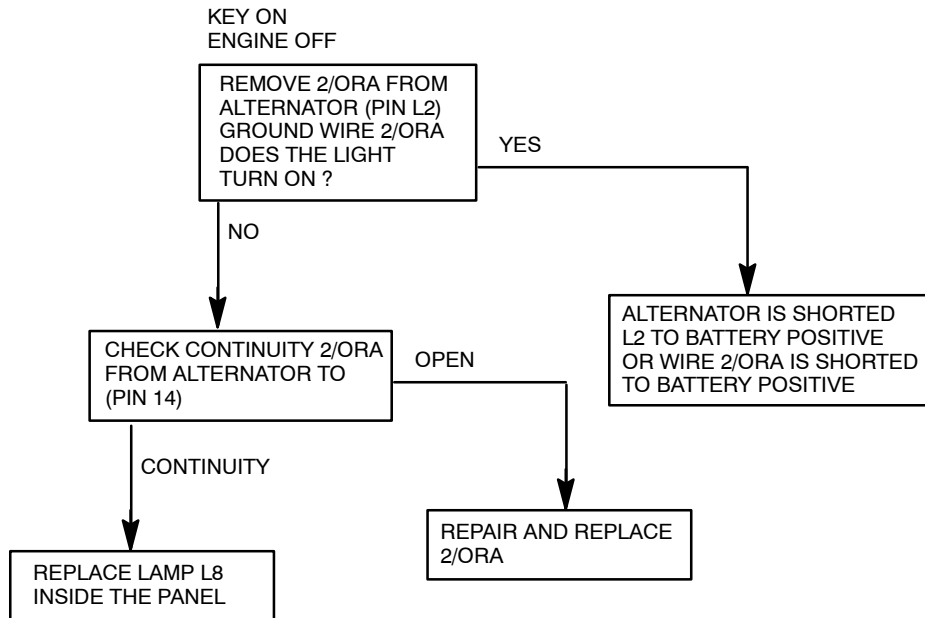 KEY ON
ENGINE OFF
REMOVE 2/ORA FROM
ALTERNATOR (PIN L2)
GROUND WIRE 2/ORA
DOES THE LIGHT
TURN ON ?
YES
NO
ALTERNATOR IS SHORTED
L2 TO BATTERY POSITIVE
OR WIRE 2/ORA IS SHORTED
TO BATTERY POSITIVE
CHECK CONTINUITY 2/ORA
FROM ALTERNATOR TO
(PIN 14)
OPEN
CONTINUITY
REPAIR AND REPLACE
2/ORA
REPLACE LAMP L8
INSIDE THE PANEL